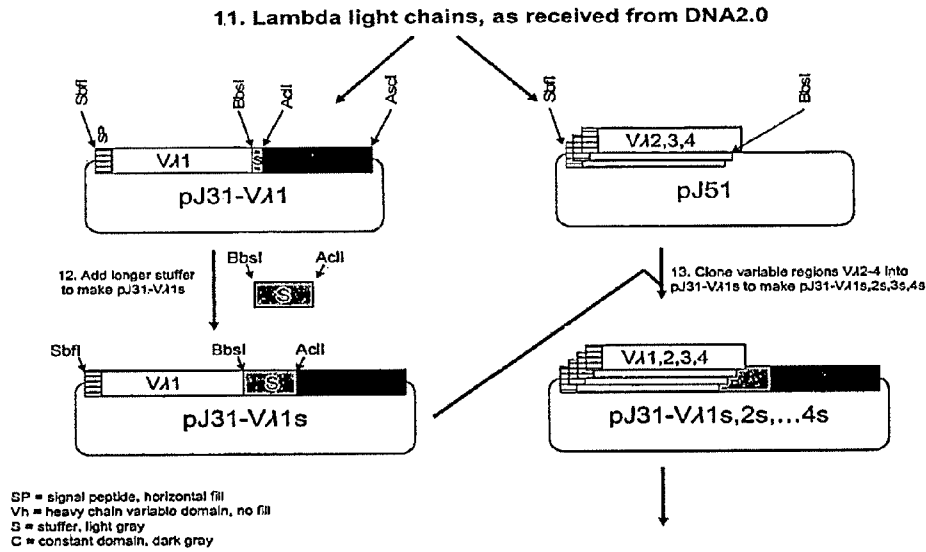 11. Lambda light chains, as received from DNA2.0
SbfI
SP
BbsI
AclI
AscI
Vλ1
S
pJ31-Vλ1
SbfI
BbsI
Vλ2,3,4
pJ51
12. Add longer stuffer
to make pJ31-Vλ1s
BbsI
AclI
S
13. Clone variable regions Vλ2-4 into
pJ31-Vλ1s to make pJ31-Vλ1s,2s,3s,4s
SbfI
BbsI
AclI
Vλ1
S
pJ31-Vλ1s
Vλ1,2,3,4
pJ31-Vλ1s,2s,...4s
SP = signal peptide, horizontal fill
Vh = heavy chain variable domain, no fill
S = stuffer, light gray
C = constant domain, dark gray